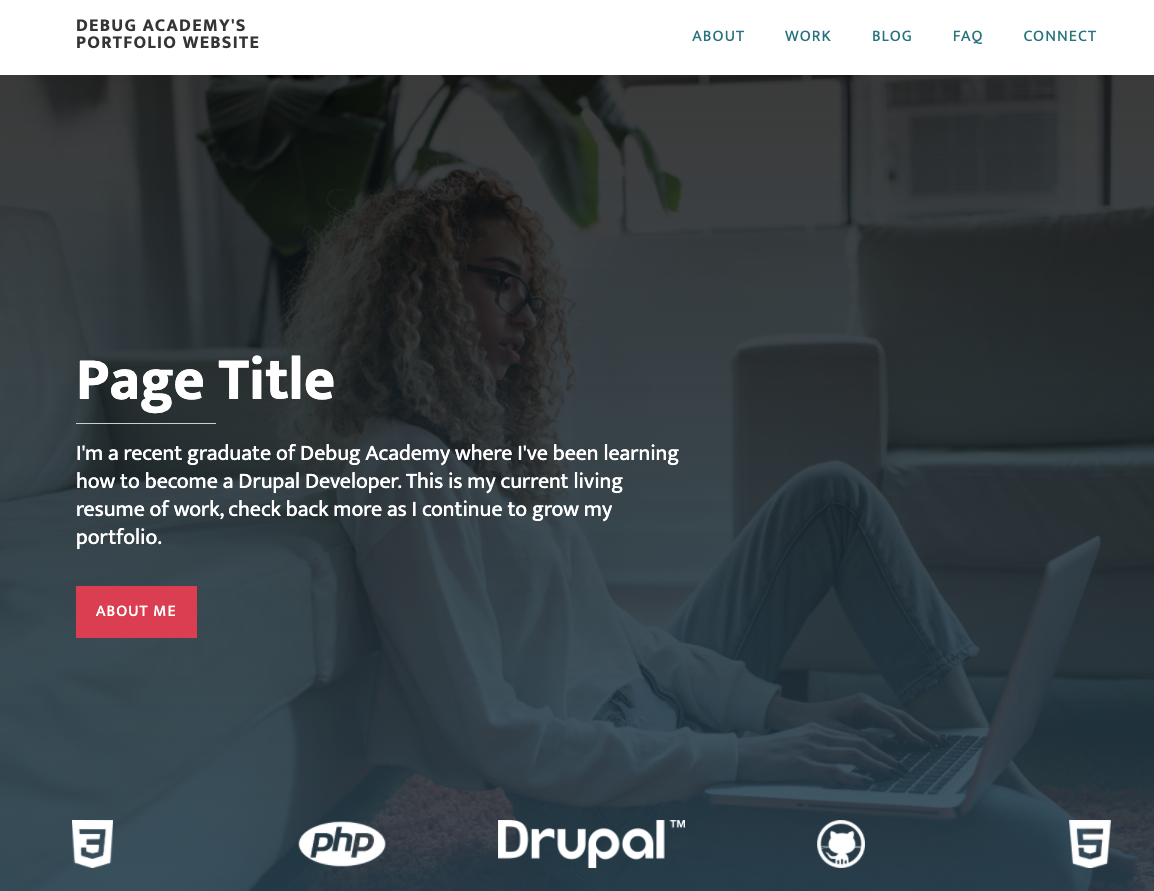 DEBUG ACADEMY'S
PORTFOLIO WEBSITE
ABOUT WORK BLOG FAQ CONNECT
Page Title
I'm a recent graduate of Debug Academy where I've been learning
how to become a Drupal Developer. This is my current living
resume of work, check back more as I continue to grow my
portfolio.
ABOUT ME
3 php Drupal™ 5